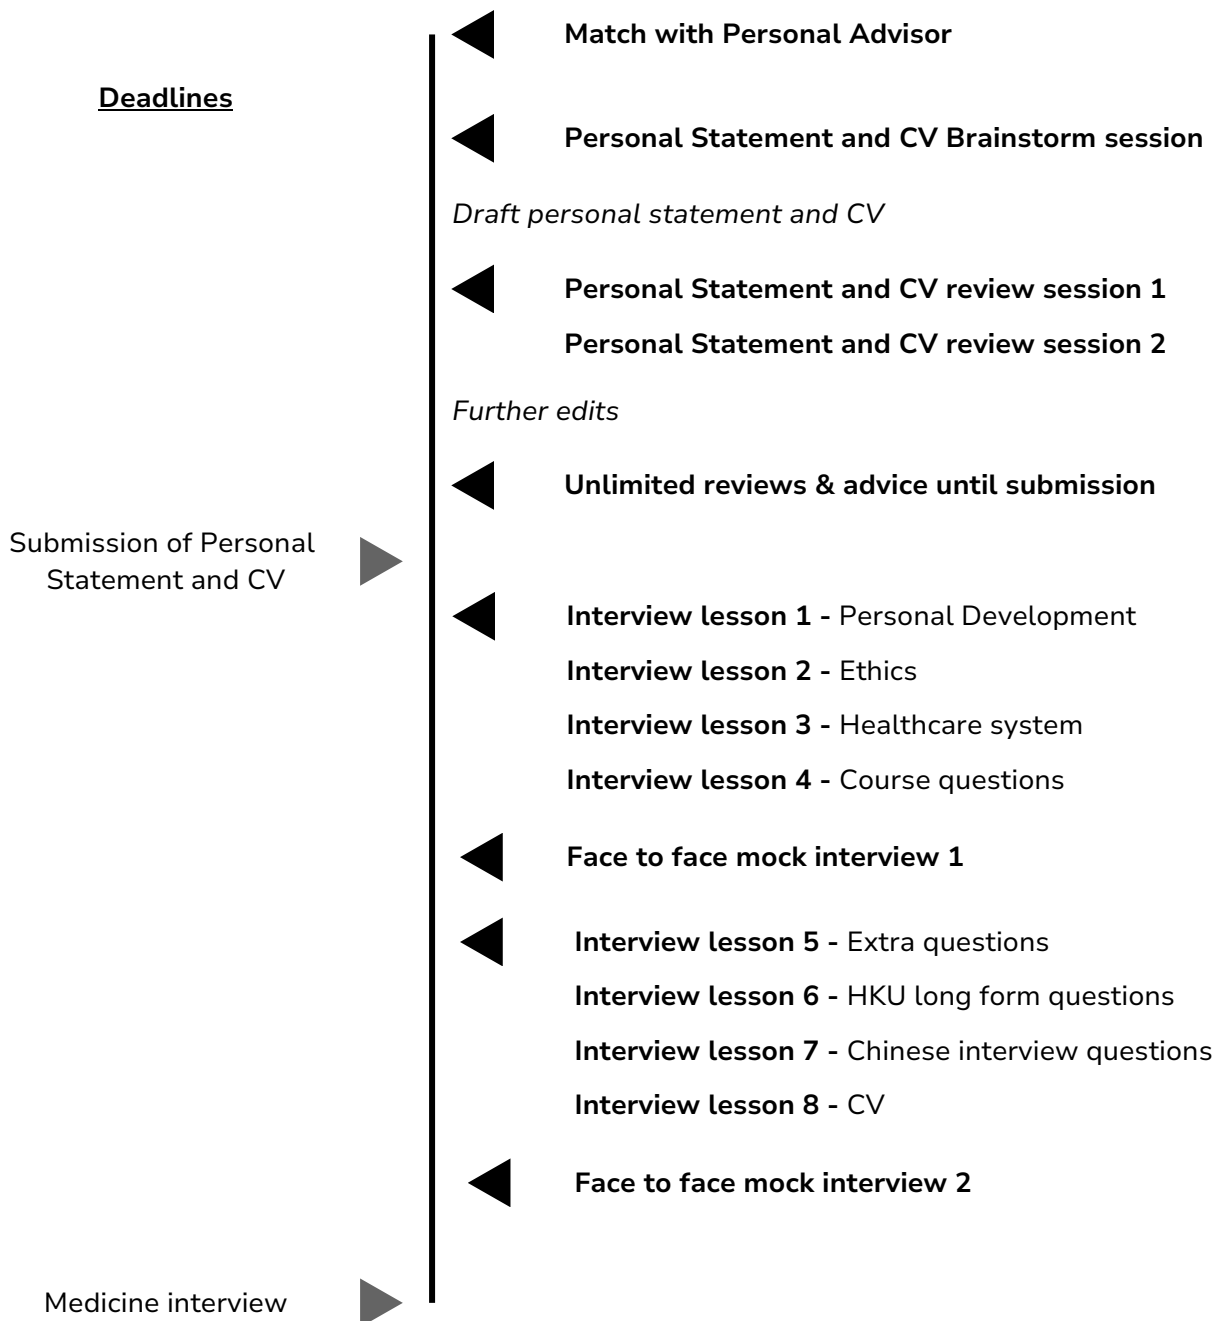 Match with Personal Advisor
Deadlines
Personal Statement and CV Brainstorm session
Draft personal statement and CV
Personal Statement and CV review session 1
Personal Statement and CV review session 2
Further edits
Unlimited reviews & advice until submission
Submission of Personal
Statement and CV
Interview lesson 1 - Personal Development
Interview lesson 2 - Ethics
Interview lesson 3 - Healthcare system
Interview lesson 4 - Course questions
Face to face mock interview 1
Interview lesson 5 - Extra questions
Interview lesson 6 - HKU long form questions
Interview lesson 7 - Chinese interview questions
Interview lesson 8 - CV
Face to face mock interview 2
Medicine interview